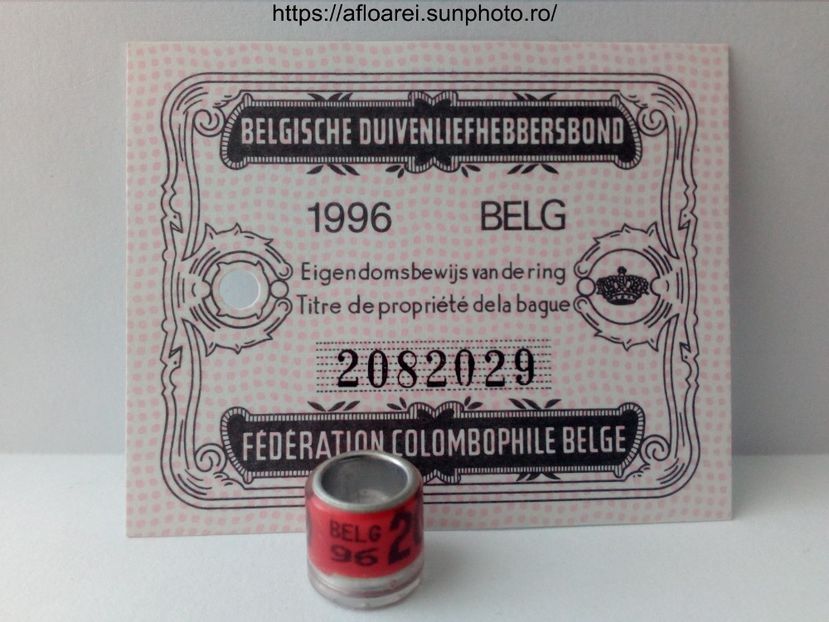 https://afloarei.sunphoto.ro/
BELGISCHE DUIVENLIEFHEBBERSBOND
1996 BELG
Eigendomsbewijs van de ring
Titre de propriété de la bague
2082029
FÉDÉRATION COLOMBOPHILE BELGE
BELG
96